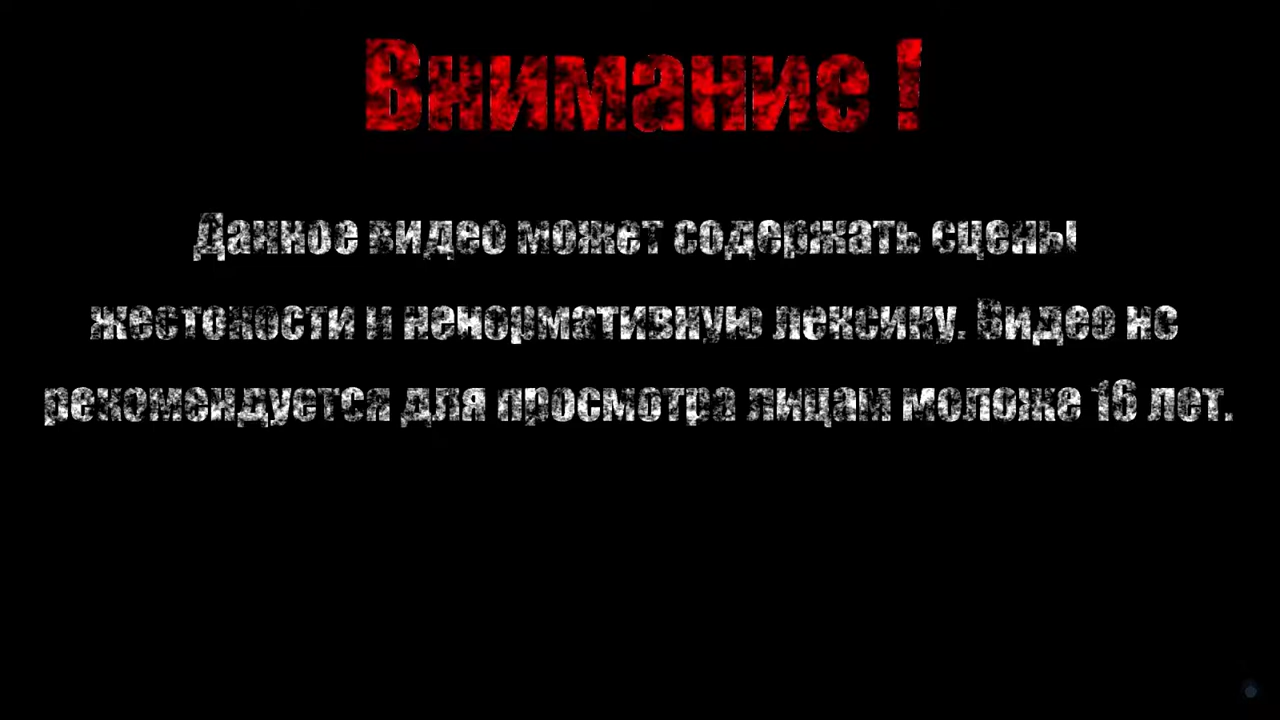 Внимание !
Данное видео может содержать сцены
жестокости и ненормативную лексику. Видео не
рекомендуется для просмотра лицам моложе 16 лет.